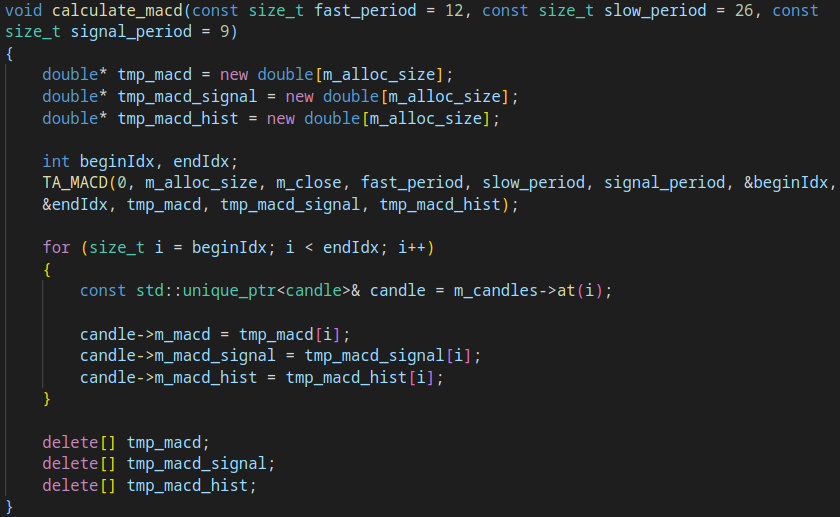 void calculate_macd(const size_t fast_period = 12, const size_t slow_period = 26, const
size_t signal_period = 9)
{
    double* tmp_macd = new double[m_alloc_size];
    double* tmp_macd_signal = new double[m_alloc_size];
    double* tmp_macd_hist = new double[m_alloc_size];

    int beginIdx, endIdx;
    TA_MACD(0, m_alloc_size, m_close, fast_period, slow_period, signal_period, &beginIdx,
    &endIdx, tmp_macd, tmp_macd_signal, tmp_macd_hist);

    for (size_t i = beginIdx; i < endIdx; i++)
    {
        const std::unique_ptr<candle>& candle = m_candles->at(i);

        candle->m_macd = tmp_macd[i];
        candle->m_macd_signal = tmp_macd_signal[i];
        candle->m_macd_hist = tmp_macd_hist[i];
    }

    delete[] tmp_macd;
    delete[] tmp_macd_signal;
    delete[] tmp_macd_hist;
}